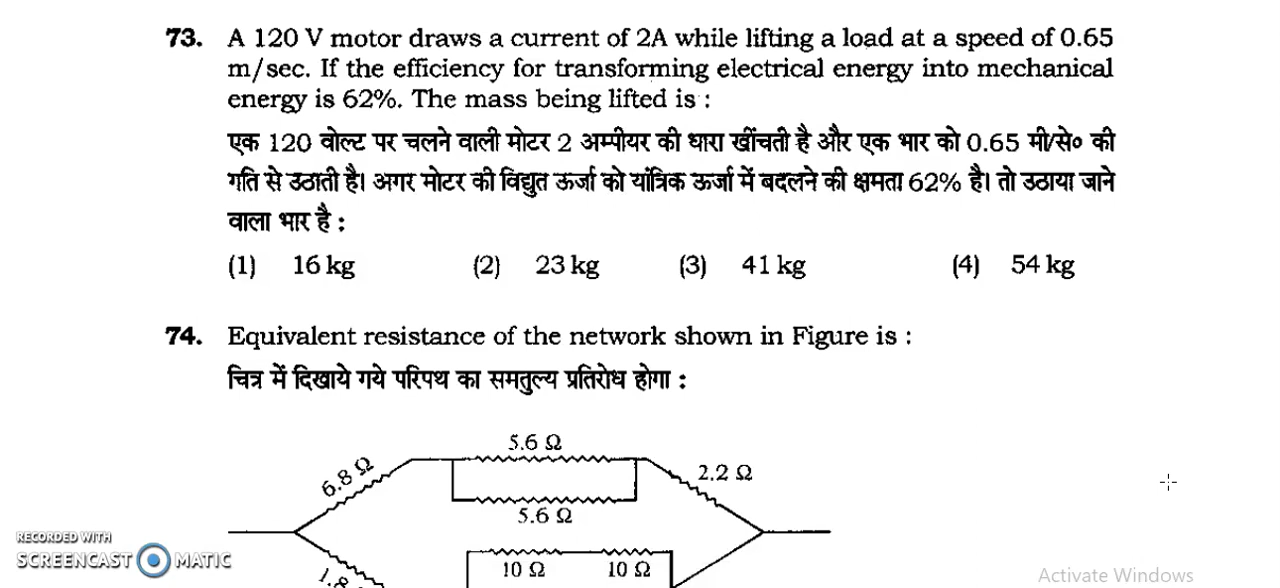 73. A 120 V motor draws a current of 2A while lifting a load at a speed of 0.65
m/sec. If the efficiency for transforming electrical energy into mechanical
energy is 62%. The mass being lifted is :
एक 120 वोल्ट पर चलने वाली मोटर 2 अम्पीयर की धारा खींचती है और एक भार को 0.65 मी/से० की
गति से उठाती है। अगर मोटर की विद्युत ऊर्जा को यांत्रिक ऊर्जा में बदलने की क्षमता 62% है। तो उठाया जाने
वाला भार है :
(1) 16 kg (2) 23 kg (3) 41 kg (4) 54 kg
74. Equivalent resistance of the network shown in Figure is :
चित्र में दिखाये गये परिपथ का समतुल्य प्रतिरोध होगा :
5.6 Ω
6.8 Ω
2.2 Ω
5.6 Ω
10 Ω 10 Ω
RECORDED WITH
SCREENCAST MATIC
Activate Windows